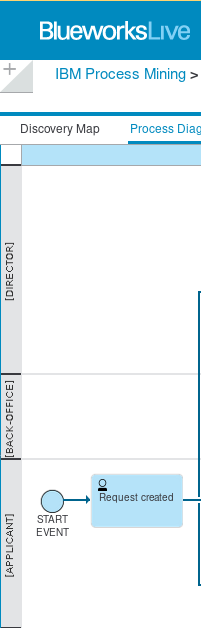 BlueworksLive
IBM Process Mining >
Discovery Map
Process Diag
[DIRECTOR]
[BACK-OFFICE]
[APPLICANT]
Request created
START
EVENT